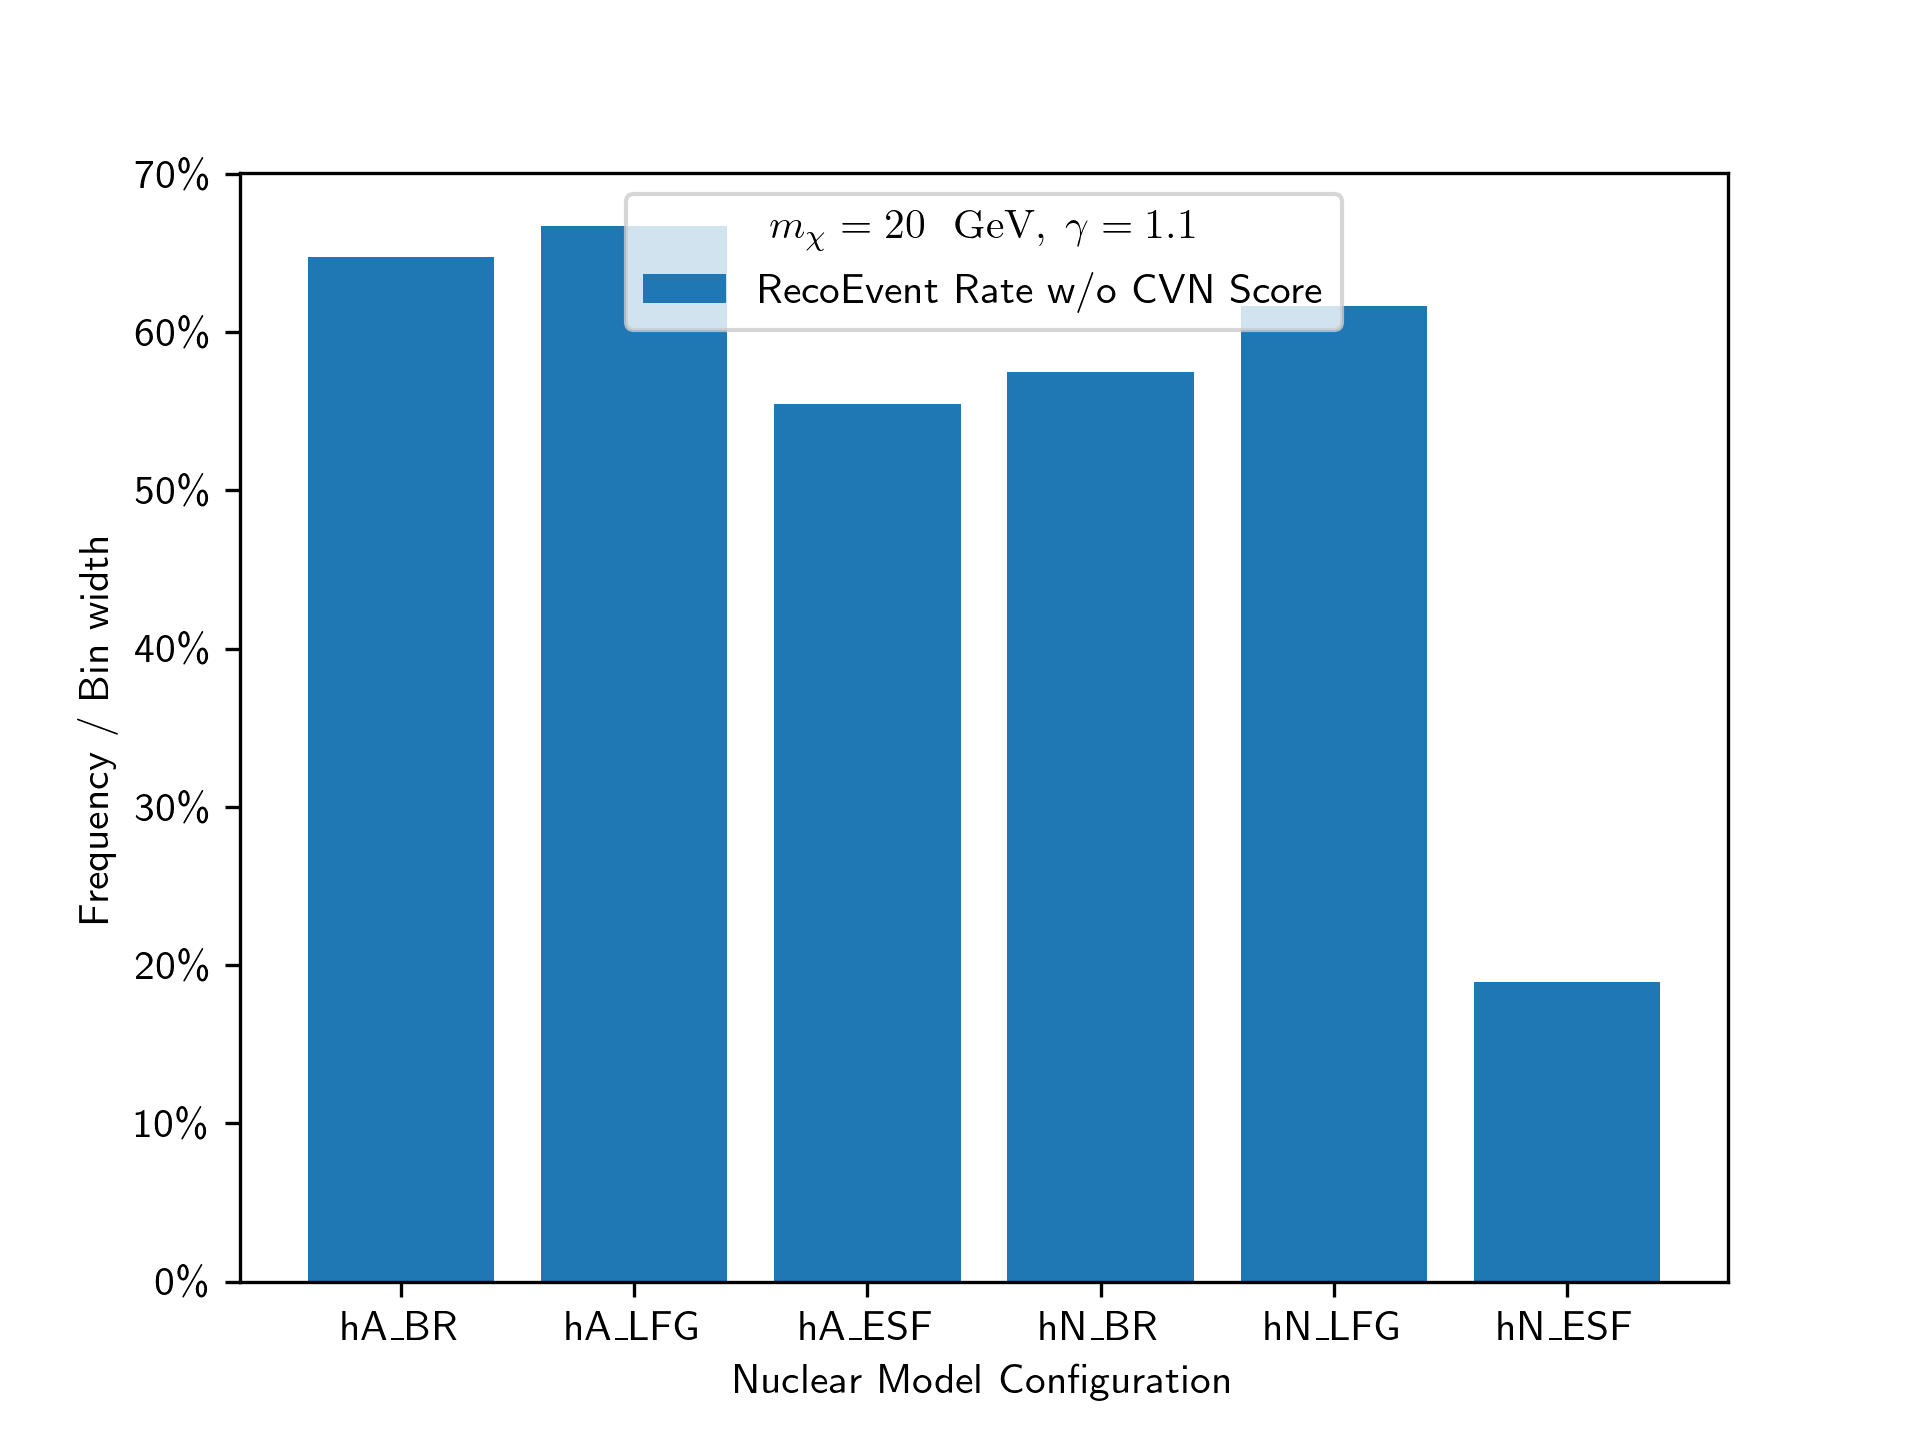 70%
60%
50%
40%
30%
20%
10%
0%
Frequency / Bin width
m_χ = 20 GeV, γ = 1.1
RecoEvent Rate w/o CVN Score
hA_BR hA_LFG hA_ESF hN_BR hN_LFG hN_ESF
Nuclear Model Configuration